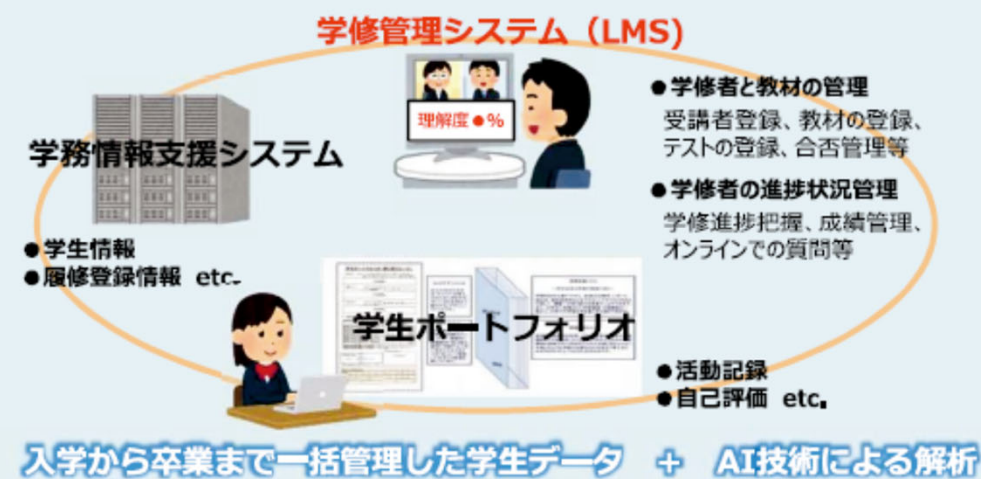 学修管理システム（LMS)
理解度●%
●学修者と教材の管理
受講者登録、教材の登録、
テストの登録、合否管理等
●学修者の進捗状況管理
学修進捗把握、成績管理、
オンラインでの質問等
学務情報支援システム
●学生情報
●履修登録情報 etc.
学生ポートフォリオ
●活動記録
●自己評価 etc.
入学から卒業まで一括管理した学生データ + AI技術による解析